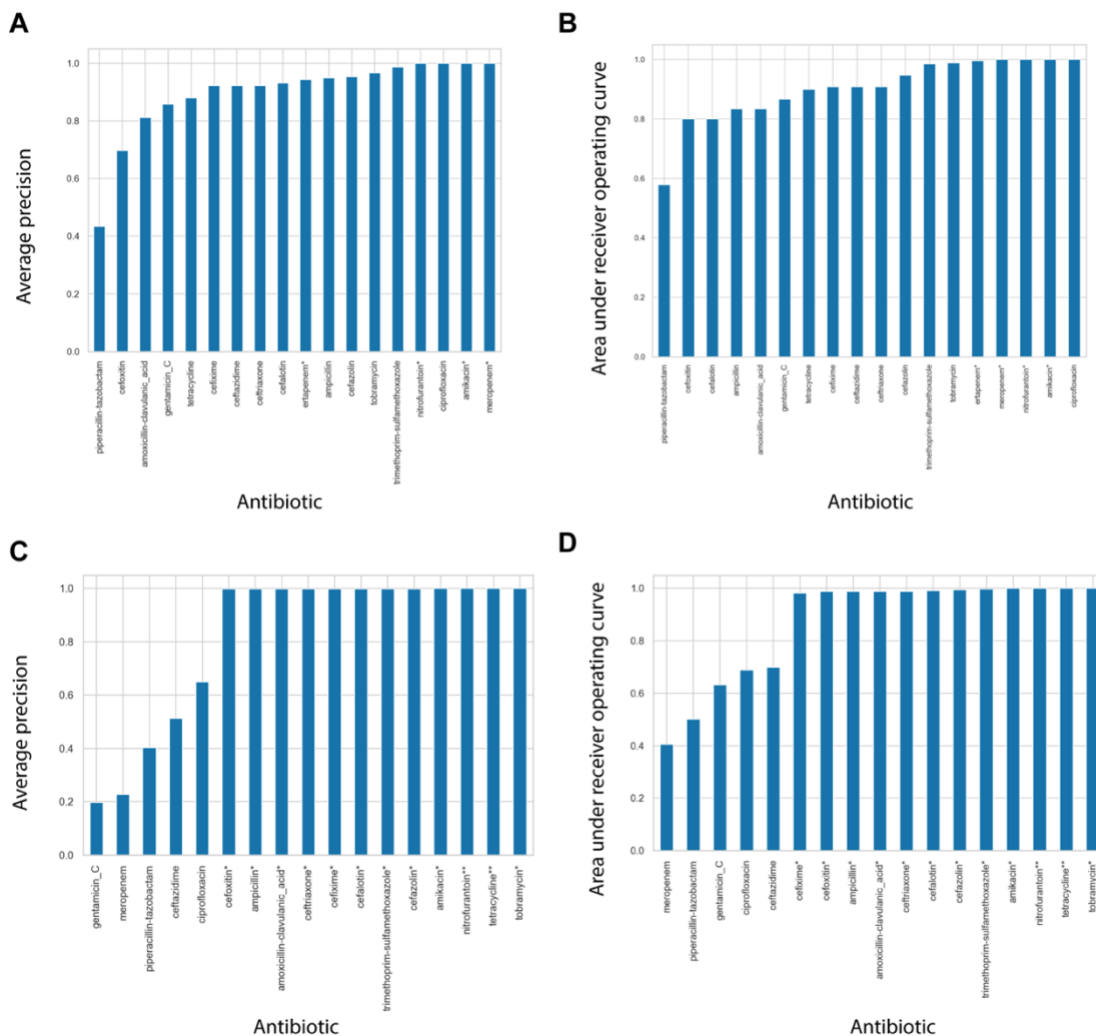 A
Average precision
1.0
0.8
0.6
0.4
0.2
0.0
piperacillin-tazobactam
cefoxitin
amoxicillin-clavulanic_acid
gentamicin_C
tetracycline
cefixime
ceftazidime
ceftriaxone
cefalotin
ertapenem*
ampicillin
cefazolin
tobramycin
trimethoprim-sulfamethoxazole
nitrofurantoin*
ciprofloxacin
amikacin*
meropenem*
Antibiotic
B
Area under receiver operating curve
1.0
0.8
0.6
0.4
0.2
0.0
piperacillin-tazobactam
cefoxitin
cefalotin
ampicillin
amoxicillin-clavulanic_acid
gentamicin_C
tetracycline
cefixime
ceftazidime
ceftriaxone
cefazolin
trimethoprim-sulfamethoxazole
tobramycin
ertapenem*
meropenem*
nitrofurantoin*
amikacin*
ciprofloxacin
Antibiotic
C
Average precision
1.0
0.8
0.6
0.4
0.2
0.0
gentamicin_C
meropenem
piperacillin-tazobactam
ceftazidime
ciprofloxacin
cefoxitin*
ampicillin*
amoxicillin-clavulanic_acid*
ceftriaxone*
cefixime*
cefalotin*
trimethoprim-sulfamethoxazole*
cefazolin*
amikacin*
nitrofurantoin**
tetracycline**
tobramycin*
Antibiotic
D
Area under receiver operating curve
1.0
0.8
0.6
0.4
0.2
0.0
meropenem
piperacillin-tazobactam
gentamicin_C
ciprofloxacin
ceftazidime
cefixime*
cefoxitin*
ampicillin*
amoxicillin-clavulanic_acid*
ceftriaxone*
cefalotin*
cefazolin*
trimethoprim-sulfamethoxazole*
amikacin*
nitrofurantoin**
tetracycline**
tobramycin*
Antibiotic